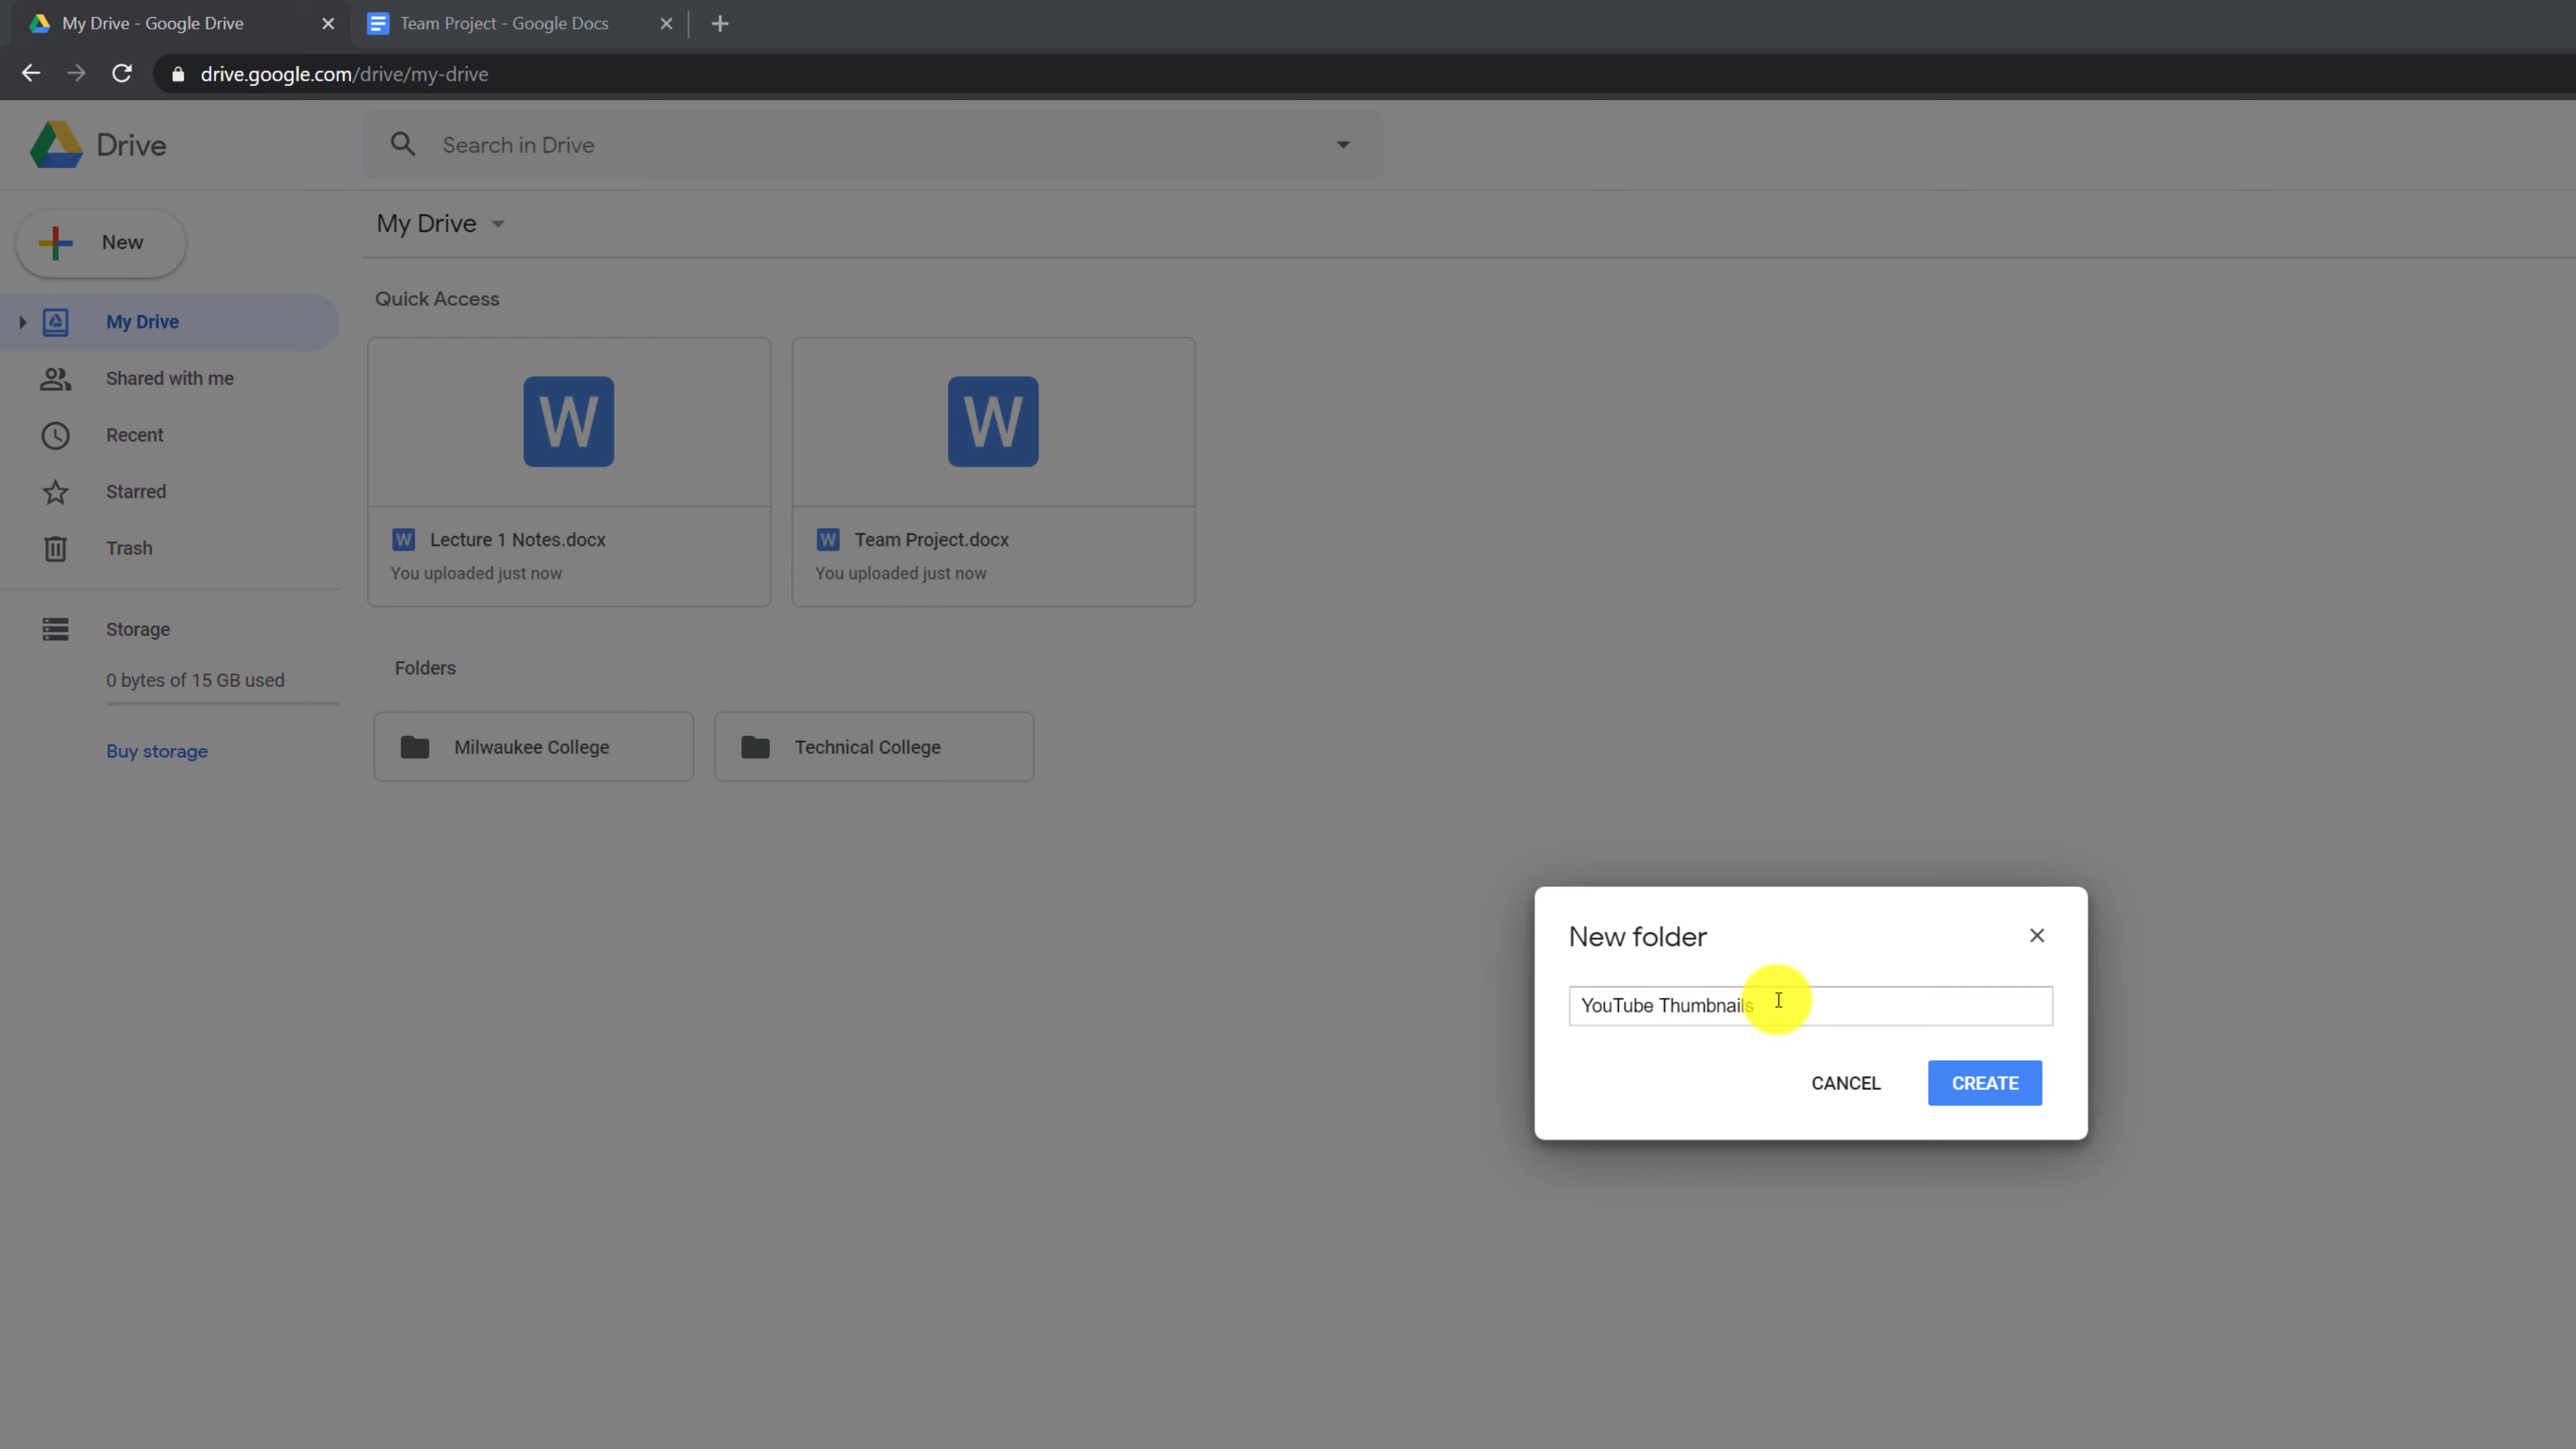 My Drive - Google Drive
Team Project - Google Docs
drive.google.com/drive/my-drive
Drive
Search in Drive
New
My Drive
My Drive
Shared with me
Recent
Starred
Trash
Storage
0 bytes of 15 GB used
Buy storage
Quick Access
W
W
W Lecture 1 Notes.docx
You uploaded just now
W Team Project.docx
You uploaded just now
Folders
Milwaukee College
Technical College
New folder
YouTube Thumbnails
CANCEL
CREATE